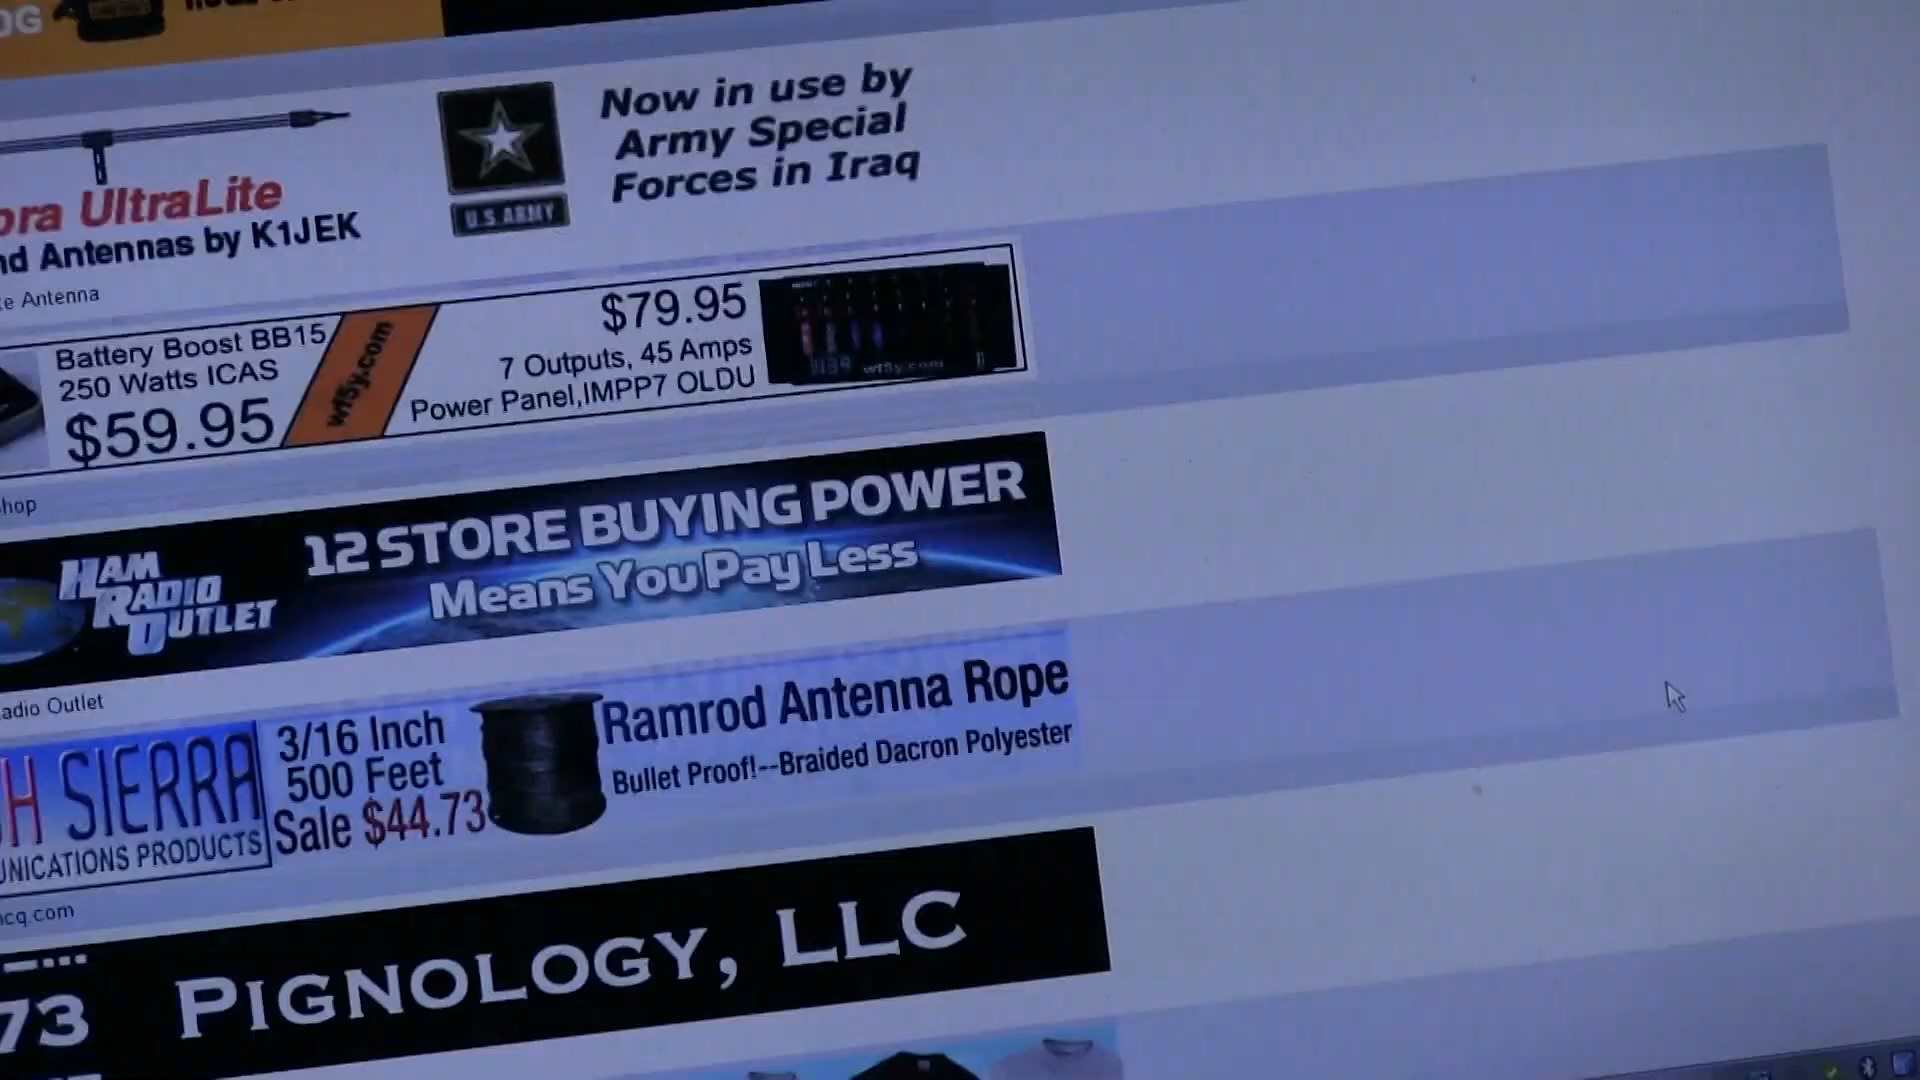 OG
Now in use by
Army Special
Forces in Iraq
U.S. ARMY
ora UltraLite
nd Antennas by K1JEK
e Antenna
Battery Boost BB15
250 Watts ICAS
$59.95
wf5y.com
$79.95
7 Outputs, 45 Amps
Power Panel,IMPP7 OLDU
wf5y.com
hop
HAM
RADIO
OUTLET
12 STORE BUYING POWER
Means You Pay Less
adio Outlet
H SIERRA
UNICATIONS PRODUCTS
3/16 Inch
500 Feet
Sale $44.73
Ramrod Antenna Rope
Bullet Proof!--Braided Dacron Polyester
cq.com
73
PIGNOLOGY, LLC